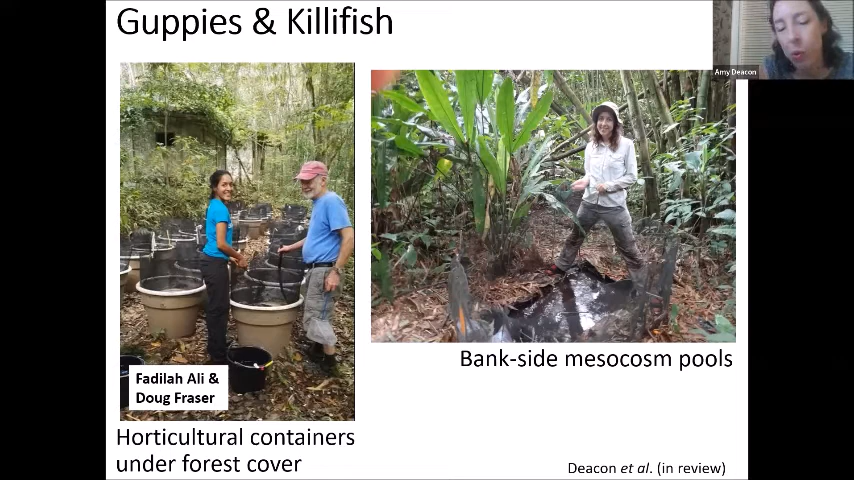 Guppies & Killifish
Amy Deacon
Fadilah Ali &
Doug Fraser
Bank-side mesocosm pools
Horticultural containers
under forest cover
Deacon et al. (in review)